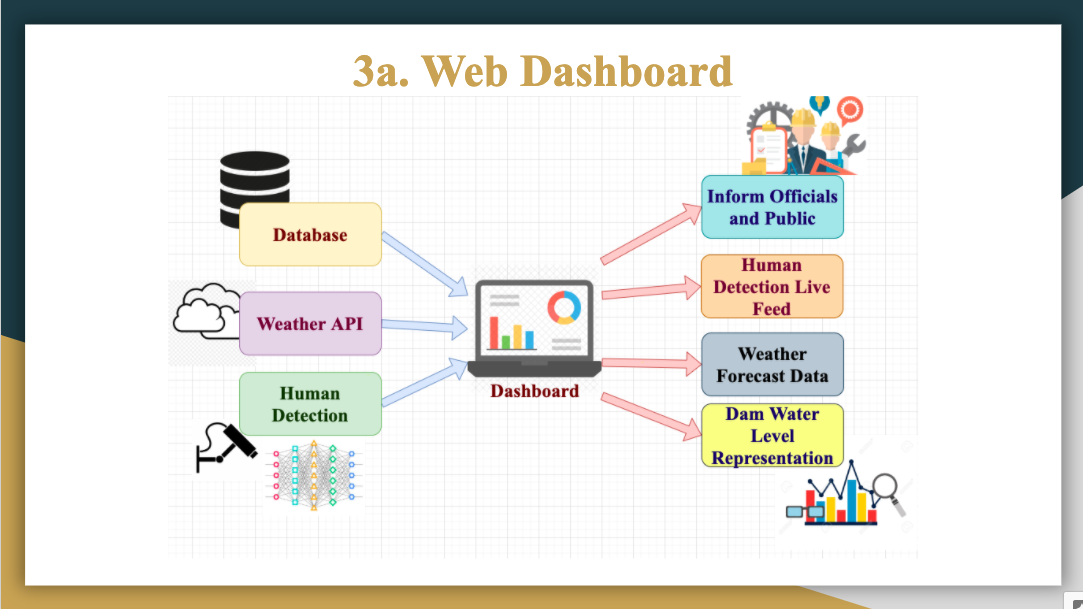 3a. Web Dashboard
Database
Weather API
Human
Detection
Dashboard
Inform Officials
and Public
Human
Detection Live
Feed
Weather
Forecast Data
Dam Water
Level
Representation